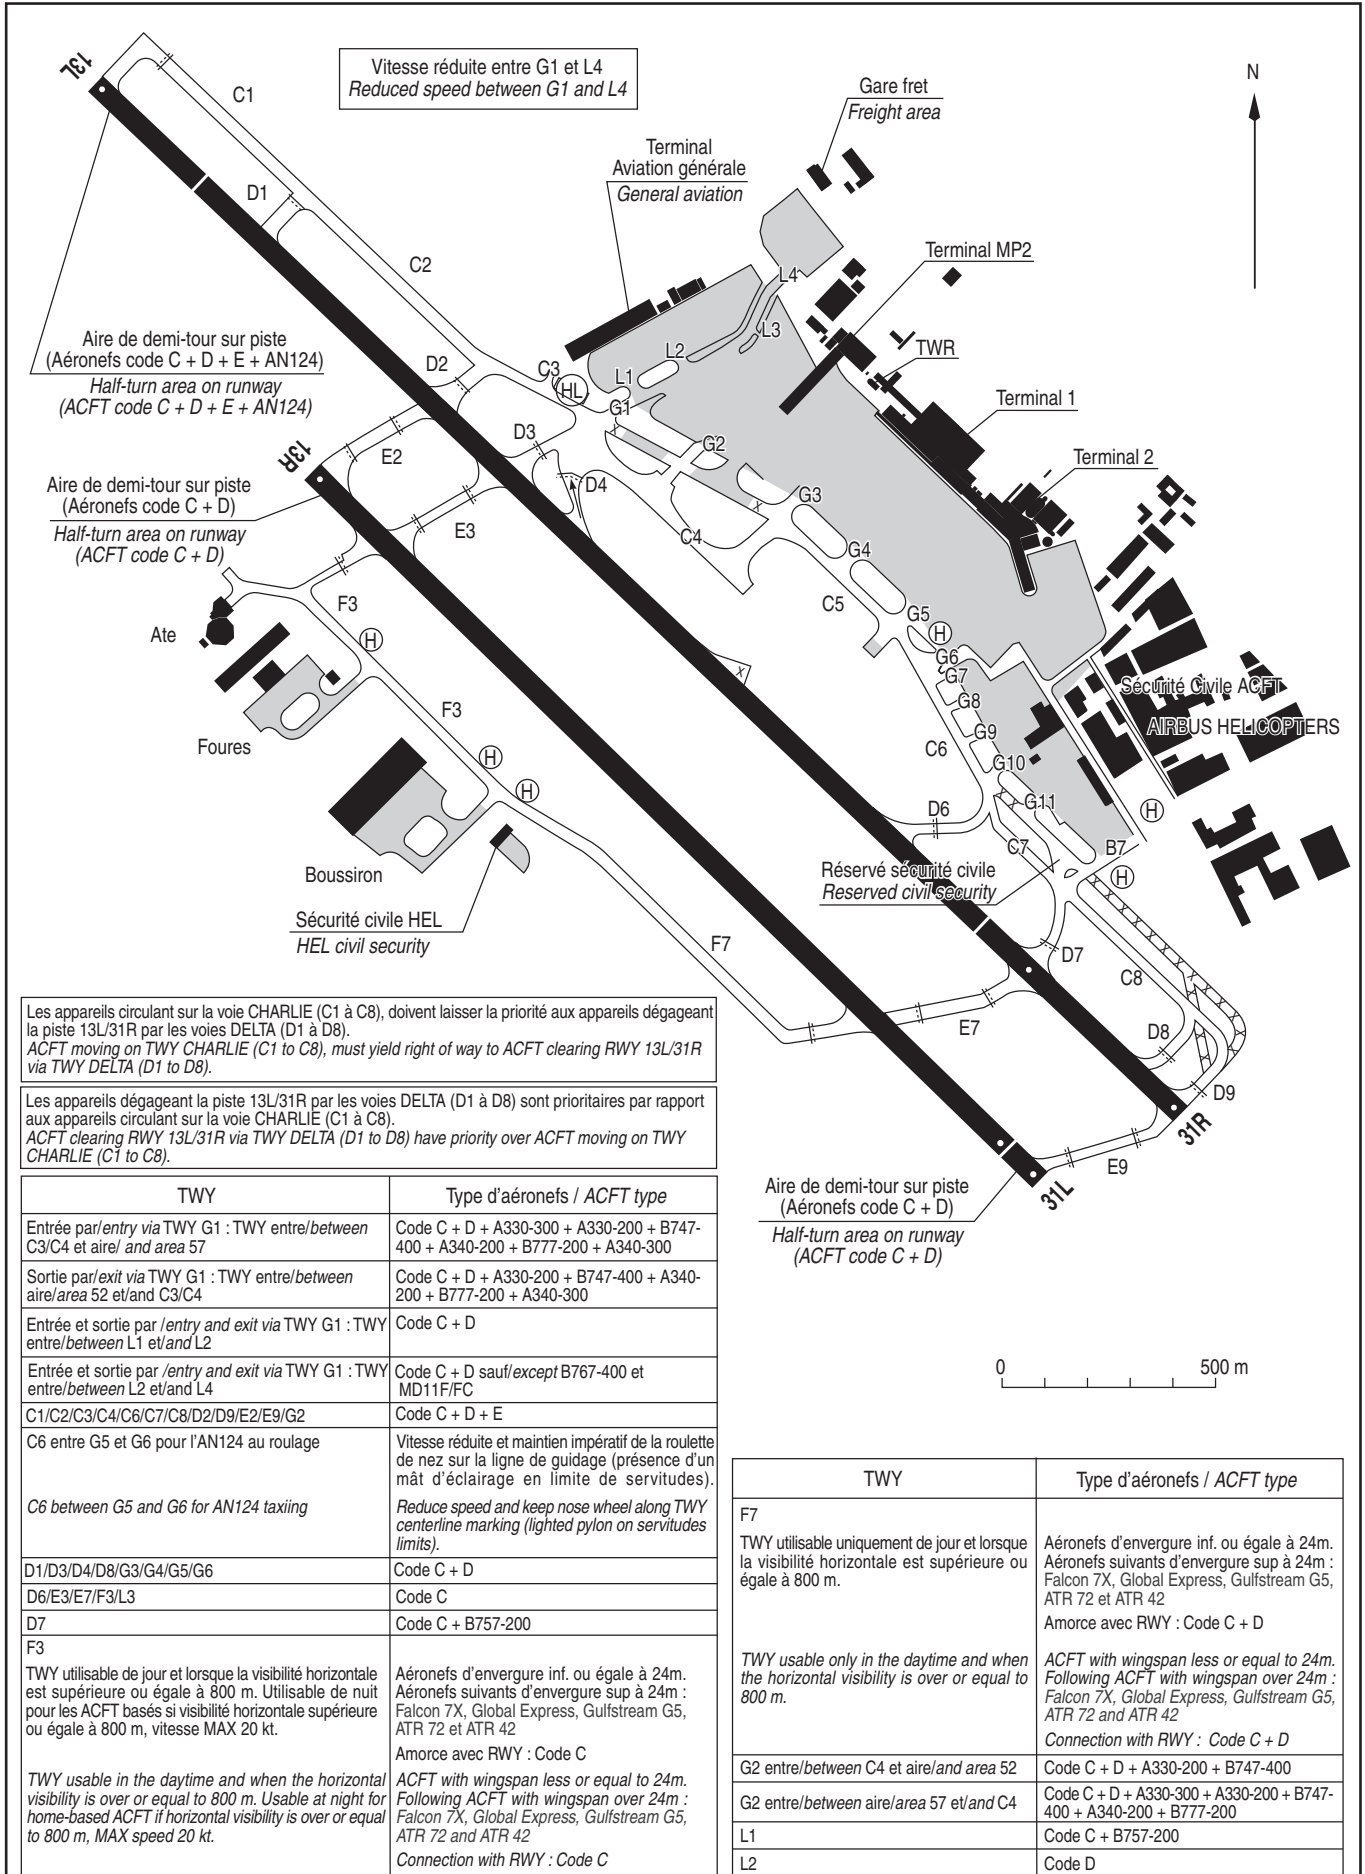 13L
C1
Vitesse réduite entre G1 et L4
Reduced speed between G1 and L4
Gare fret
Freight area
N
Terminal
Aviation générale
General aviation
D1
C2
Terminal MP2
L4
L3
TWR
Aire de demi-tour sur piste
(Aéronefs code C + D + E + AN124)
Half-turn area on runway
(ACFT code C + D + E + AN124)
D2
C3
HL
L1
L2
G1
Terminal 1
13R
E2
D3
G2
Terminal 2
Aire de demi-tour sur piste
(Aéronefs code C + D)
Half-turn area on runway
(ACFT code C + D)
D4
G3
E3
C4
X
G4
F3
C5
G5
Ate
H
H
G6
G7
X
Sécurité Civile ACFT
G8
F3
AIRBUS HELICOPTERS
G9
Foures
C6
H
G10
H
G11
H
D6
C7
B7
Boussiron
Réservé sécurité civile
Reserved civil security
H
Sécurité civile HEL
HEL civil security
F7
D7
C8
E7
D8
D9
31R
E9
31L
Aire de demi-tour sur piste
(Aéronefs code C + D)
Half-turn area on runway
(ACFT code C + D)
Les appareils circulant sur la voie CHARLIE (C1 à C8), doivent laisser la priorité aux appareils dégageant
la piste 13L/31R par les voies DELTA (D1 à D8).
ACFT moving on TWY CHARLIE (C1 to C8), must yield right of way to ACFT clearing RWY 13L/31R
via TWY DELTA (D1 to D8).
Les appareils dégageant la piste 13L/31R par les voies DELTA (D1 à D8) sont prioritaires par rapport
aux appareils circulant sur la voie CHARLIE (C1 à C8).
ACFT clearing RWY 13L/31R via TWY DELTA (D1 to D8) have priority over ACFT moving on TWY
CHARLIE (C1 to C8).
0 500 m
TWY Type d'aéronefs / ACFT type
Entrée par/entry via TWY G1 : TWY entre/between
C3/C4 et aire/ and area 57
Code C + D + A330-300 + A330-200 + B747-
400 + A340-200 + B777-200 + A340-300
Sortie par/exit via TWY G1 : TWY entre/between
aire/area 52 et/and C3/C4
Code C + D + A330-200 + B747-400 + A340-
200 + B777-200 + A340-300
Entrée et sortie par /entry and exit via TWY G1 : TWY
entre/between L1 et/and L2
Code C + D
Entrée et sortie par /entry and exit via TWY G1 : TWY
entre/between L2 et/and L4
Code C + D sauf/except B767-400 et
MD11F/FC
C1/C2/C3/C4/C6/C7/C8/D2/D9/E2/E9/G2 Code C + D + E
C6 entre G5 et G6 pour l'AN124 au roulage
Vitesse réduite et maintien impératif de la roulette
de nez sur la ligne de guidage (présence d'un
mât d'éclairage en limite de servitudes).
C6 between G5 and G6 for AN124 taxiing
Reduce speed and keep nose wheel along TWY
centerline marking (lighted pylon on servitudes
limits).
D1/D3/D4/D8/G3/G4/G5/G6 Code C + D
D6/E3/E7/F3/L3 Code C
D7 Code C + B757-200
F3
TWY utilisable de jour et lorsque la visibilité horizontale
est supérieure ou égale à 800 m. Utilisable de nuit
pour les ACFT basés si visibilité horizontale supérieure
ou égale à 800 m, vitesse MAX 20 kt.
Aéronefs d'envergure inf. ou égale à 24m.
Aéronefs suivants d'envergure sup à 24m :
Falcon 7X, Global Express, Gulfstream G5,
ATR 72 et ATR 42
Amorce avec RWY : Code C
TWY usable in the daytime and when the horizontal
visibility is over or equal to 800 m. Usable at night for
home-based ACFT if horizontal visibility is over or equal
to 800 m, MAX speed 20 kt.
ACFT with wingspan less or equal to 24m.
Following ACFT with wingspan over 24m :
Falcon 7X, Global Express, Gulfstream G5,
ATR 72 and ATR 42
Connection with RWY : Code C
TWY Type d'aéronefs / ACFT type
F7
TWY utilisable uniquement de jour et lorsque
la visibilité horizontale est supérieure ou
égale à 800 m.
Aéronefs d'envergure inf. ou égale à 24m.
Aéronefs suivants d'envergure sup à 24m :
Falcon 7X, Global Express, Gulfstream G5,
ATR 72 et ATR 42
Amorce avec RWY : Code C + D
TWY usable only in the daytime and when
the horizontal visibility is over or equal to
800 m.
ACFT with wingspan less or equal to 24m.
Following ACFT with wingspan over 24m :
Falcon 7X, Global Express, Gulfstream G5,
ATR 72 and ATR 42
Connection with RWY : Code C + D
G2 entre/between C4 et aire/and area 52 Code C + D + A330-200 + B747-400
G2 entre/between aire/area 57 et/and C4
Code C + D + A330-300 + A330-200 + B747-
400 + A340-200 + B777-200
L1 Code C + B757-200
L2 Code D